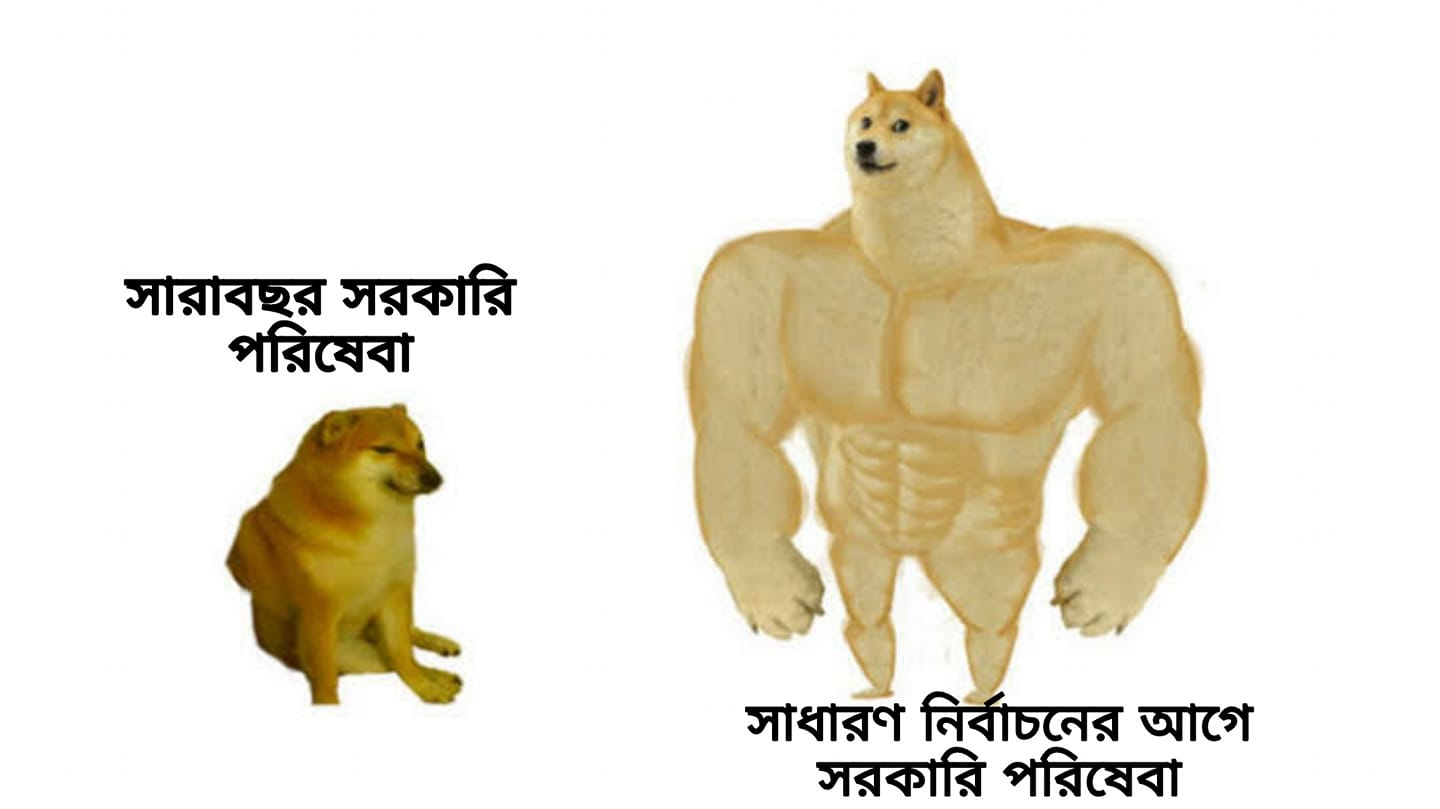 সারাবছর সরকারি
পরিষেবা
সাধারণ নির্বাচনের আগে
সরকারি পরিষেবা